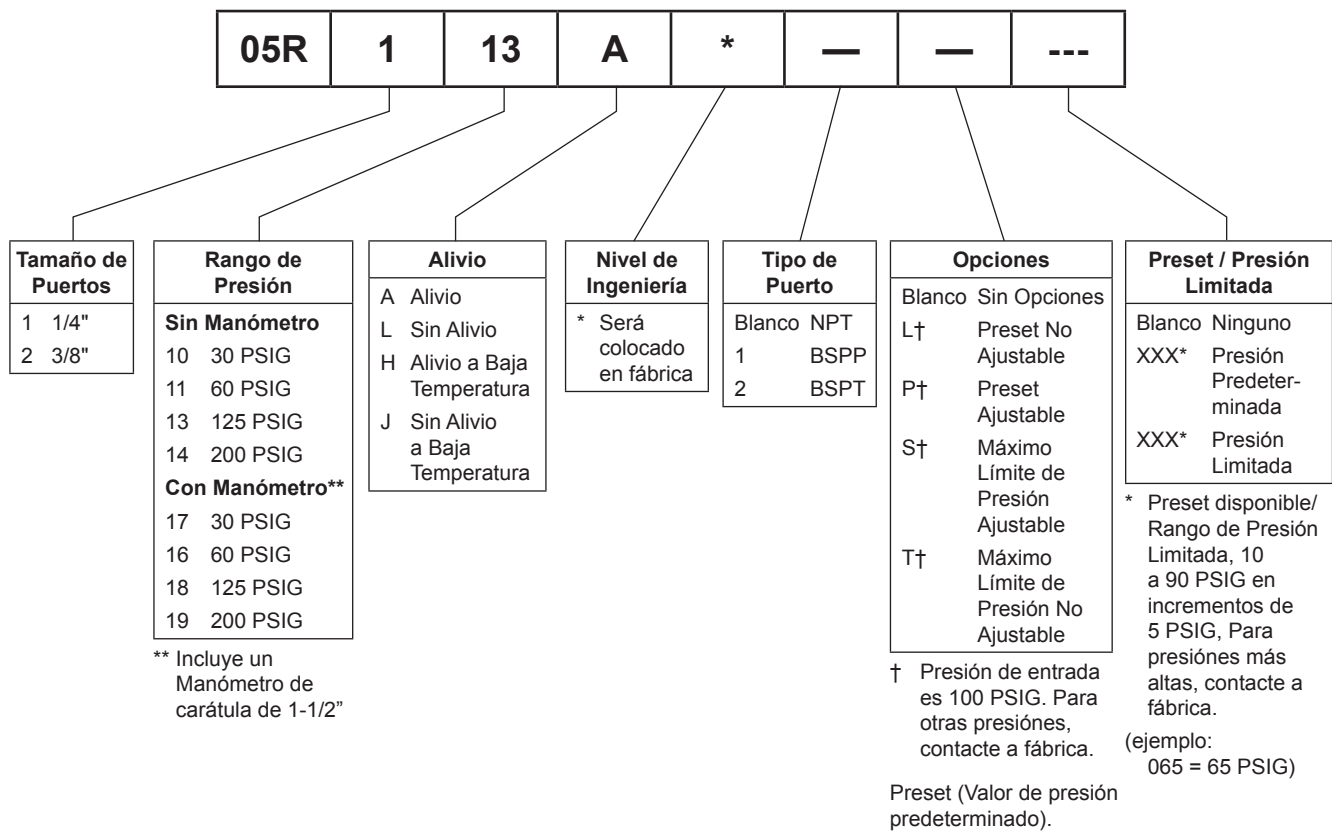 05R 1 13 A * — — ---
Tamaño de
Puertos
1 1/4"
2 3/8"
Rango de
Presión
Sin Manómetro
10 30 PSIG
11 60 PSIG
13 125 PSIG
14 200 PSIG
Con Manómetro**
17 30 PSIG
16 60 PSIG
18 125 PSIG
19 200 PSIG
** Incluye un
Manómetro de
carátula de 1-1/2”
Alivio
A Alivio
L Sin Alivio
H Alivio a Baja
Temperatura
J Sin Alivio
a Baja
Temperatura
Nivel de
Ingeniería
* Será
colocado
en fábrica
Tipo de
Puerto
Blanco NPT
1 BSPP
2 BSPT
Opciones
Blanco Sin Opciones
L† Preset No
Ajustable
P† Preset
Ajustable
S† Máximo
Límite de
Presión
Ajustable
T† Máximo
Límite de
Presión No
Ajustable
† Presión de entrada
es 100 PSIG. Para
otras presiónes,
contacte a fábrica.
Preset (Valor de presión
predeterminado).
Preset / Presión
Limitada
Blanco Ninguno
XXX* Presión
Predeter-
minada
XXX* Presión
Limitada
* Preset disponible/
Rango de Presión
Limitada, 10
a 90 PSIG en
incrementos de
5 PSIG, Para
presiónes más
altas, contacte a
fábrica.
(ejemplo:
065 = 65 PSIG)